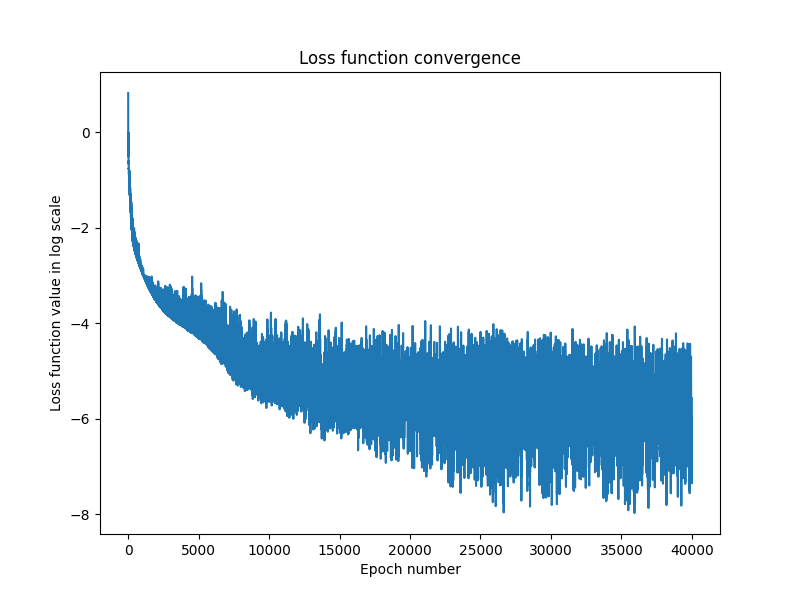 Loss function convergence
Loss function value in log scale
0
−2
−4
−6
−8
0 5000 10000 15000 20000 25000 30000 35000 40000
Epoch number